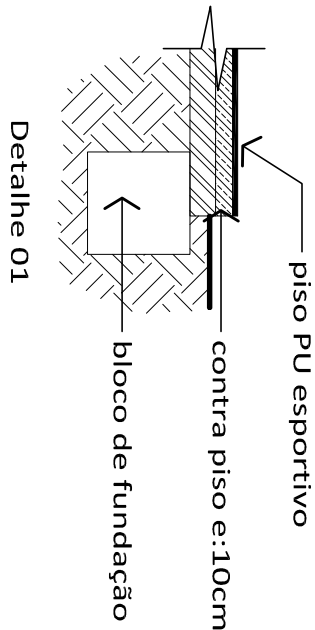 piso PU esportivo
contra piso e:10cm
bloco de fundação
Detalhe 01